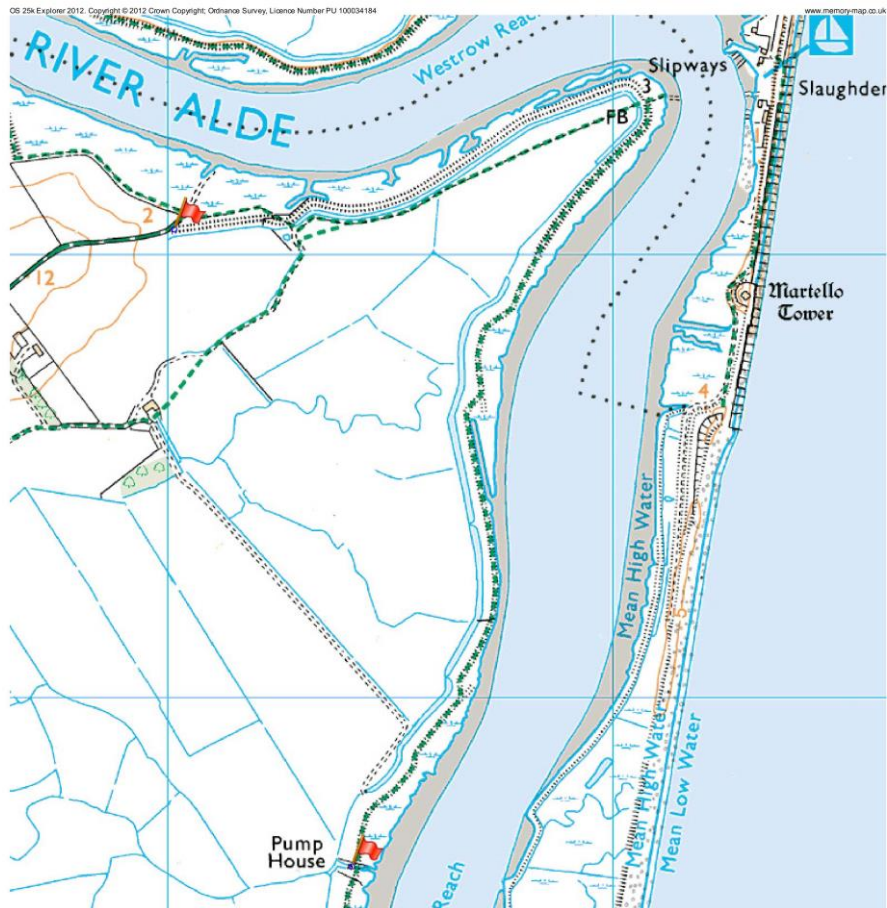 OS 25k Explorer 2012. Copyright © 2012 Crown Copyright; Ordnance Survey, Licence Number PU 100034184
www.memory-map.co.uk
RIVER ALDE
Westrow Reach
Slipways
Slaughden
3
FB
1
2
12
Martello
Tower
4
Mean High Water
5
Mean High Water
Mean Low Water
Pump
House
Reach